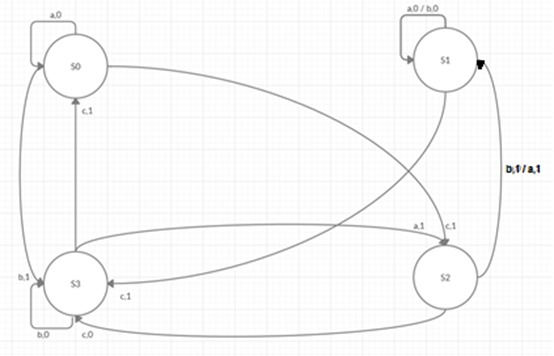 a,0
a,0 / b,0
S0
S1
c,1
b,1 / a,1
a,1
c,1
b,1
S3
S2
c,1
b,0
c,0